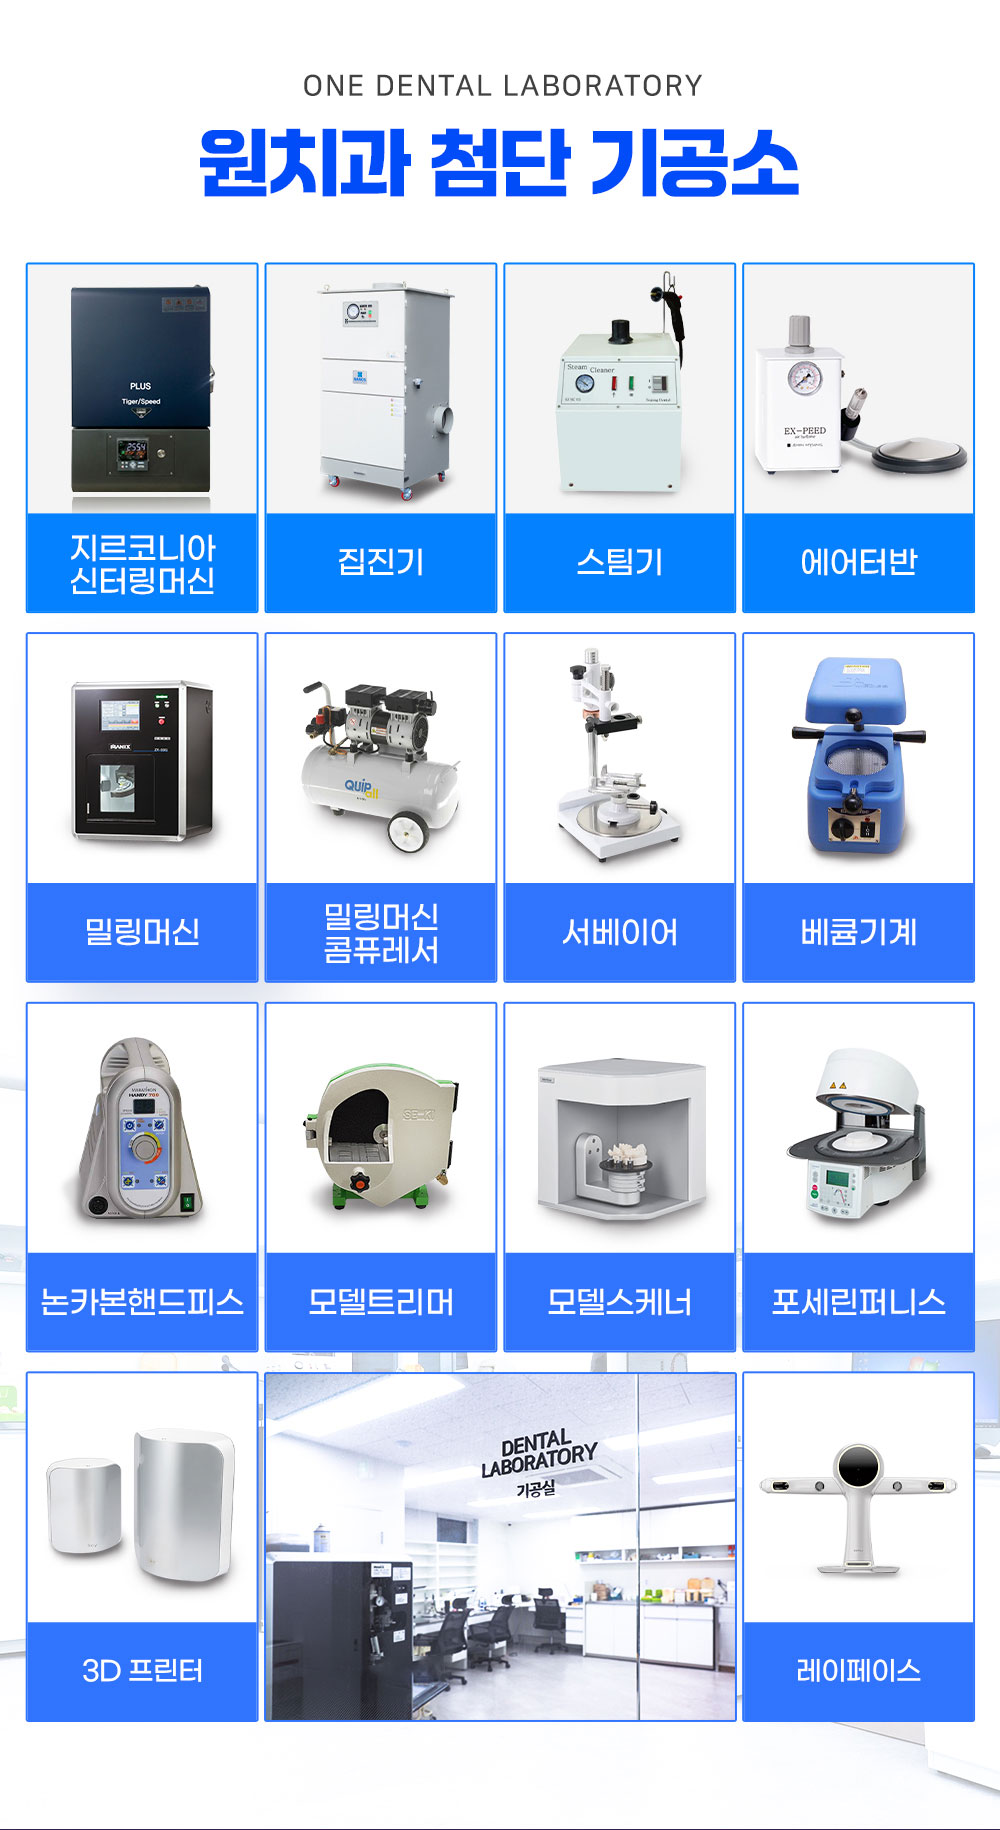 ONE DENTAL LABORATORY
원치과 첨단 기공소
PLUS
Tiger/Speed
2554
Steam Cleaner
EX-PEED
지르코니아
신터링머신
집진기
스팀기
에어터반
QUIP
all
밀링머신
밀링머신
콤퓨레서
서베이어
베큠기계
MARATHON
HANDY 700
SE-KI
논카본핸드피스
모델트리머
모델스케너
포세린퍼니스
DENTAL
LABORATORY
기공실
3D 프린터
레이페이스